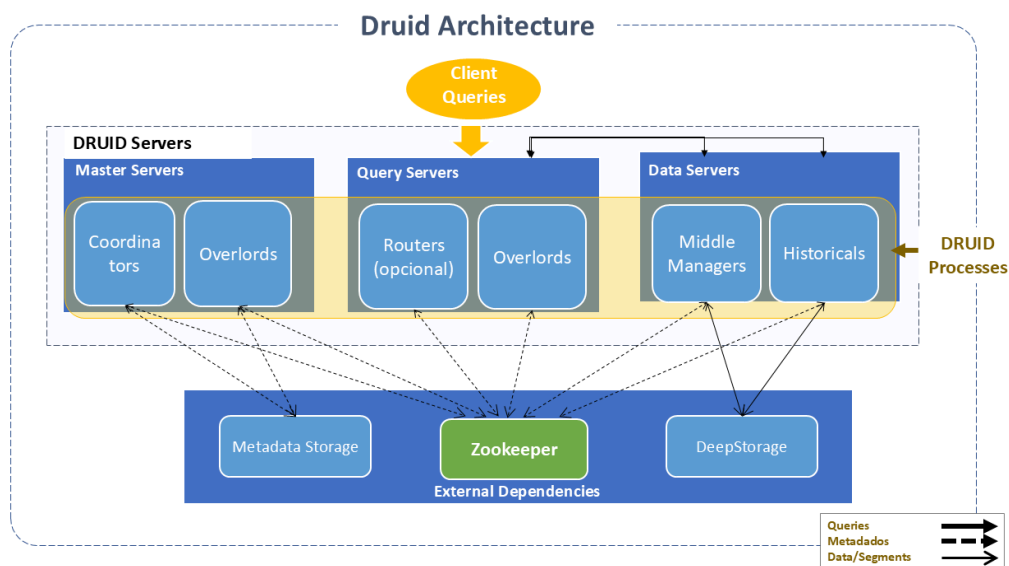 Druid Architecture
Client
Queries
DRUID Servers
Master Servers
Query Servers
Data Servers
Coordina
tors
Overlords
Routers
(opcional)
Overlords
Middle
Managers
Historicals
DRUID
Processes
Metadata Storage
Zookeeper
DeepStorage
External Dependencies
Queries
Metadados
Data/Segments